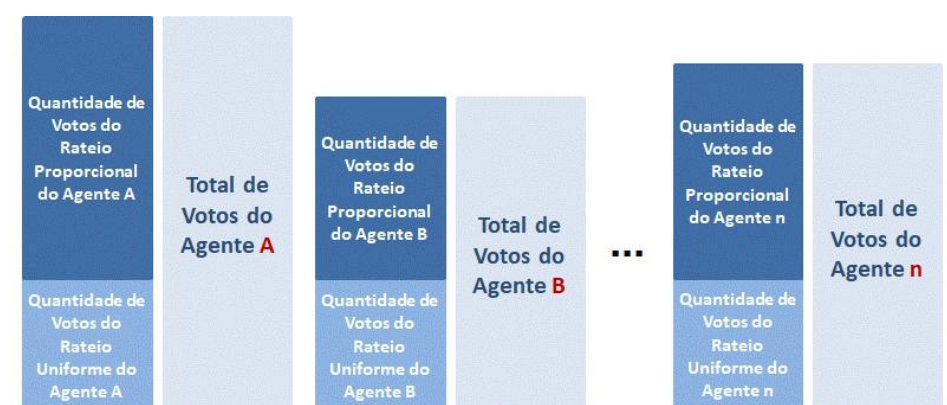 Quantidade de
Votos do
Rateio
Proporcional
do Agente A
Quantidade de
Votos do
Rateio
Uniforme do
Agente A
Total de
Votos do
Agente A
Quantidade de
Votos do
Rateio
Proporcional
do Agente B
Quantidade de
Votos do
Rateio
Uniforme do
Agente B
Total de
Votos do
Agente B
...
Quantidade de
Votos do
Rateio
Proporcional
do Agente n
Quantidade de
Votos do
Rateio
Uniforme do
Agente n
Total de
Votos do
Agente n